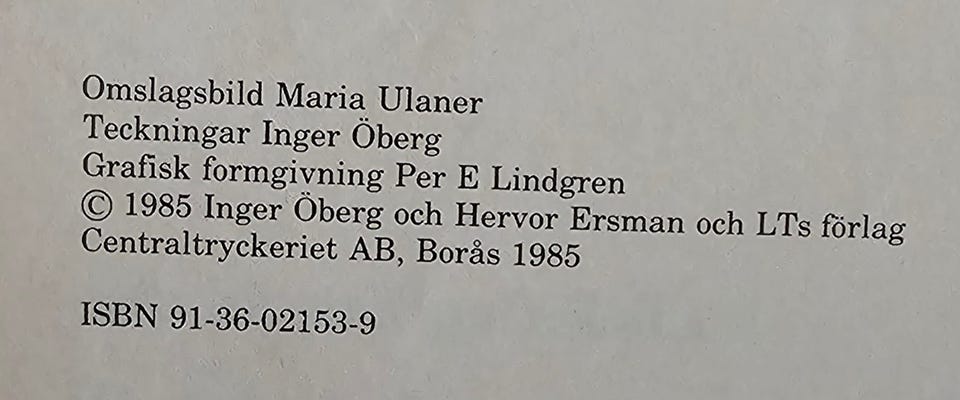 Omslagsbild Maria Ulaner
Teckningar Inger Öberg
Grafisk formgivning Per E Lindgren
© 1985 Inger Öberg och Hervor Ersman och LTs förlag
Centraltryckeriet AB, Borås 1985
ISBN 91-36-02153-9